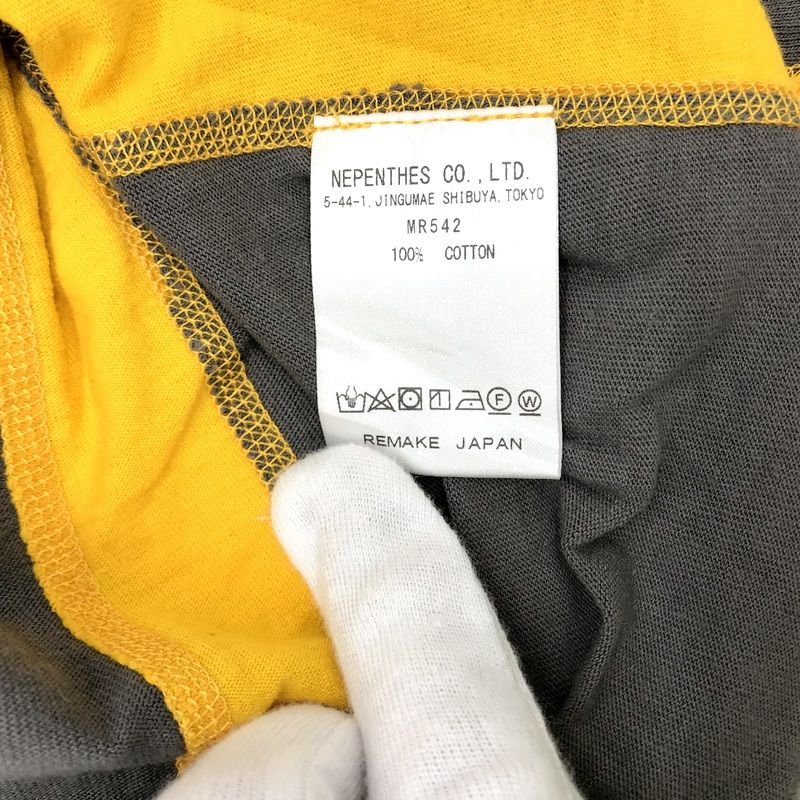 NEPENTHES CO.,LTD.
5-44-1, JINGUMAE SHIBUYA, TOKYO
MR542
100% COTTON
F W
REMAKE JAPAN